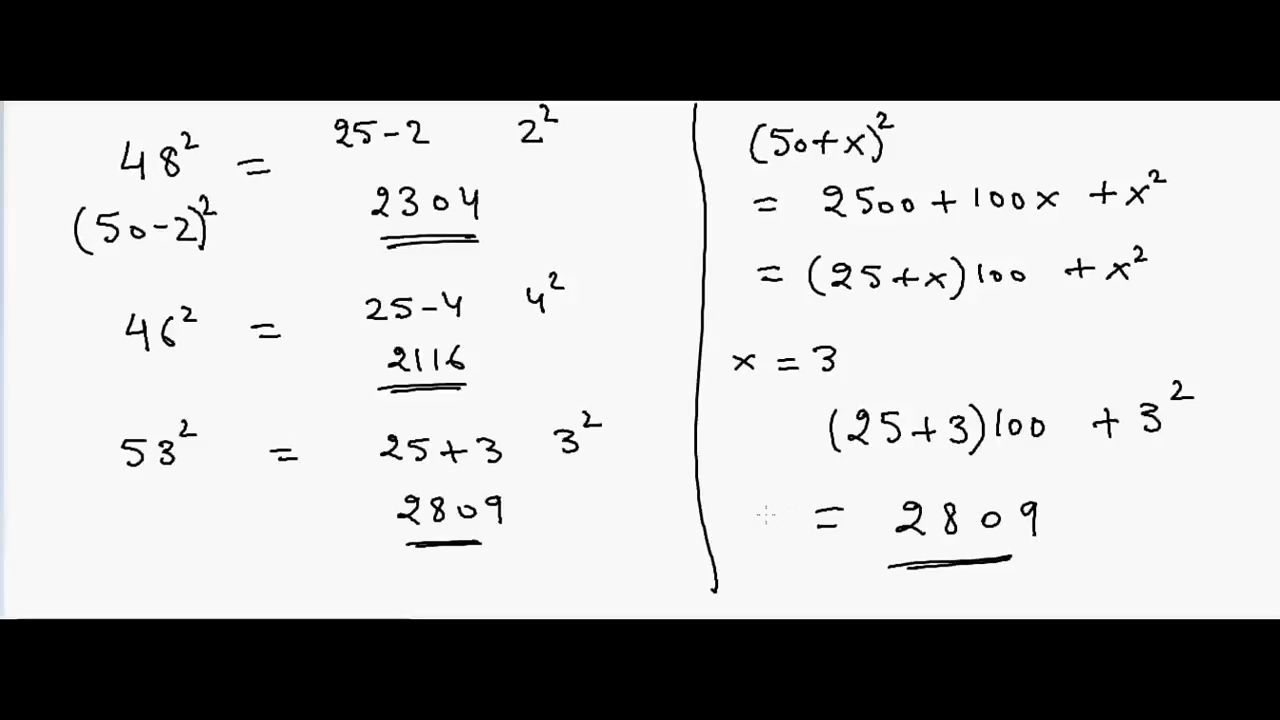 48² = 25-2 2²
(50-2)² 2304
46² = 25-4 4²
2116
53² = 25+3 3²
2809
(50+x)²
= 2500+100x +x²
= (25+x)100 +x²
x = 3
(25+3)100 +3²
= 2809